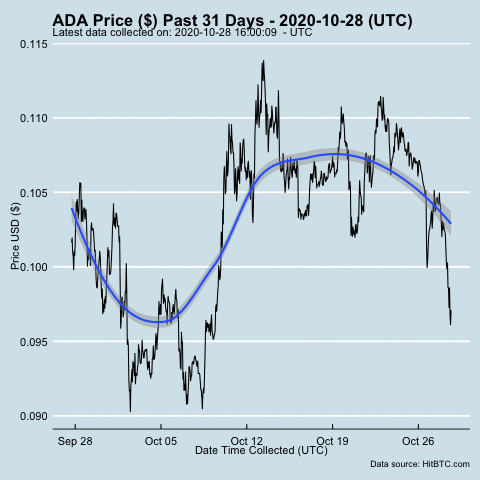 ADA Price ($) Past 31 Days - 2020-10-28 (UTC)
Latest data collected on: 2020-10-28 16:00:09 - UTC
0.115
0.110
0.105
0.100
0.095
0.090
Price USD ($)
Sep 28 Oct 05 Oct 12 Oct 19 Oct 26
Date Time Collected (UTC)
Data source: HitBTC.com